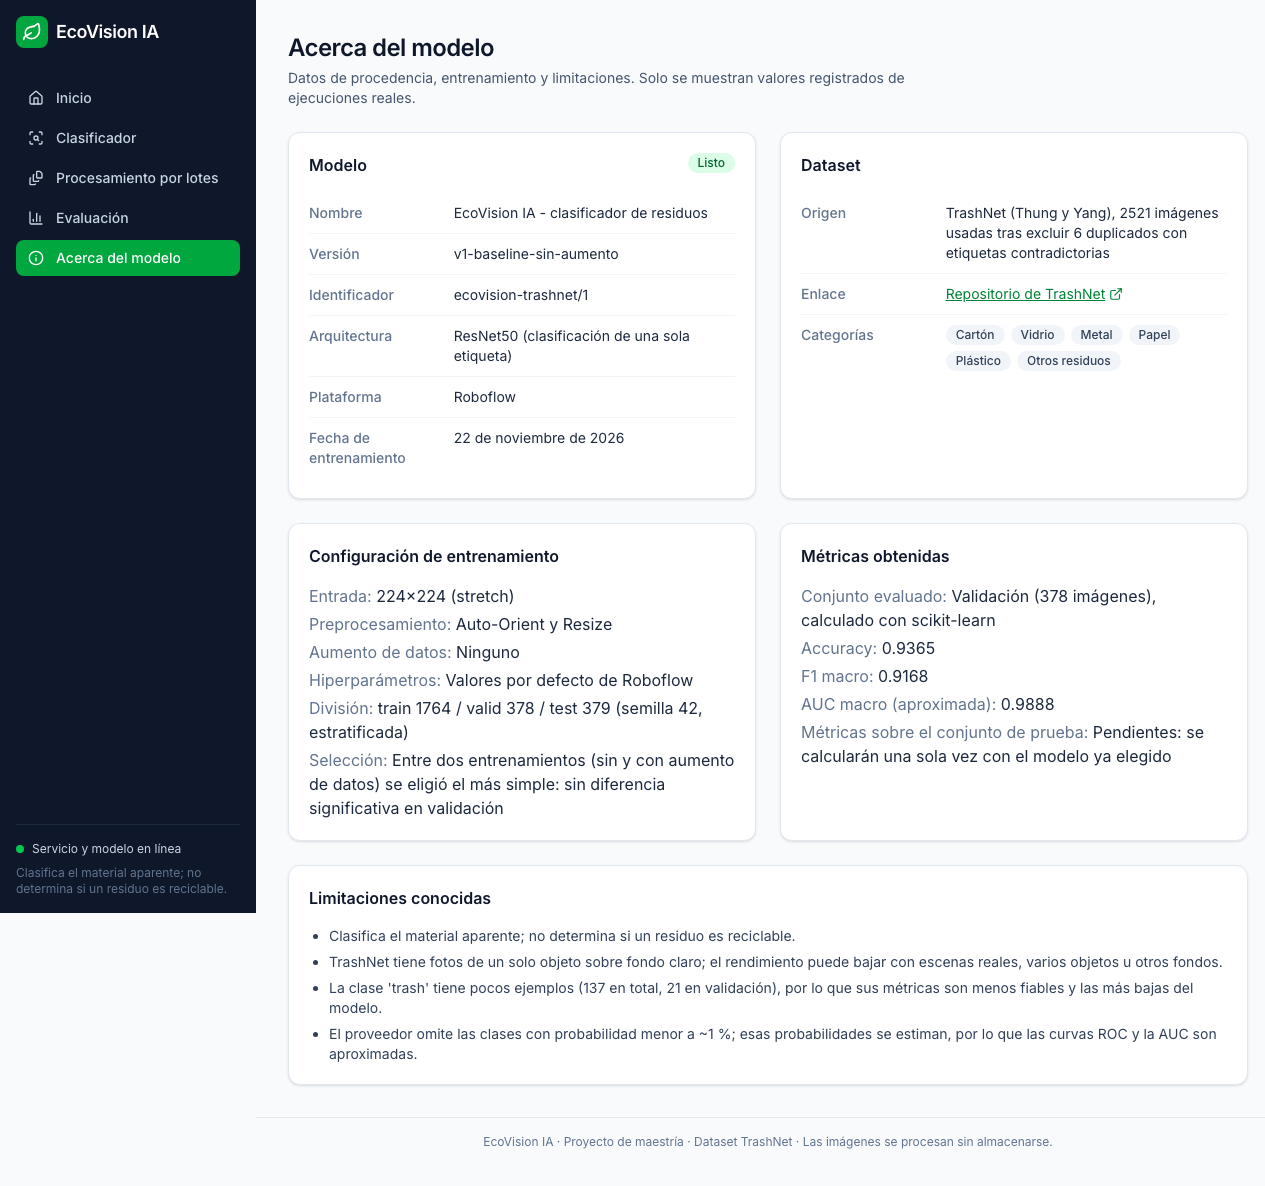 EcoVision IA
Inicio
Clasificador
Procesamiento por lotes
Evaluación
Acerca del modelo
Servicio y modelo en línea
Clasifica el material aparente; no
determina si un residuo es reciclable.
Acerca del modelo
Datos de procedencia, entrenamiento y limitaciones. Solo se muestran valores registrados de
ejecuciones reales.
Modelo
Listo
Nombre
EcoVision IA - clasificador de residuos
Versión
v1-baseline-sin-aumento
Identificador
ecovision-trashnet/1
Arquitectura
ResNet50 (clasificación de una sola
etiqueta)
Plataforma
Roboflow
Fecha de
entrenamiento
22 de noviembre de 2026
Dataset
Origen
TrashNet (Thung y Yang), 2521 imágenes
usadas tras excluir 6 duplicados con
etiquetas contradictorias
Enlace
Repositorio de TrashNet
Categorías
Cartón Vidrio Metal Papel
Plástico Otros residuos
Configuración de entrenamiento
Entrada: 224×224 (stretch)
Preprocesamiento: Auto-Orient y Resize
Aumento de datos: Ninguno
Hiperparámetros: Valores por defecto de Roboflow
División: train 1764 / valid 378 / test 379 (semilla 42,
estratificada)
Selección: Entre dos entrenamientos (sin y con aumento
de datos) se eligió el más simple: sin diferencia
significativa en validación
Métricas obtenidas
Conjunto evaluado: Validación (378 imágenes),
calculado con scikit-learn
Accuracy: 0.9365
F1 macro: 0.9168
AUC macro (aproximada): 0.9888
Métricas sobre el conjunto de prueba: Pendientes: se
calcularán una sola vez con el modelo ya elegido
Limitaciones conocidas
• Clasifica el material aparente; no determina si un residuo es reciclable.
• TrashNet tiene fotos de un solo objeto sobre fondo claro; el rendimiento puede bajar con escenas reales, varios objetos u otros fondos.
• La clase 'trash' tiene pocos ejemplos (137 en total, 21 en validación), por lo que sus métricas son menos fiables y las más bajas del
modelo.
• El proveedor omite las clases con probabilidad menor a ~1 %; esas probabilidades se estiman, por lo que las curvas ROC y la AUC son
aproximadas.
EcoVision IA · Proyecto de maestría · Dataset TrashNet · Las imágenes se procesan sin almacenarse.